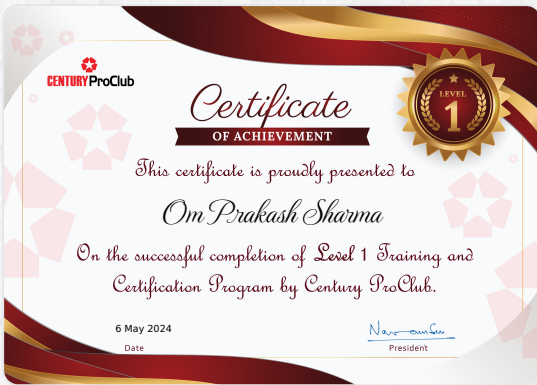 CENTURY ProClub
Certificate
OF ACHIEVEMENT
LEVEL
1
This certificate is proudly presented to
Om Prakash Sharma
On the successful completion of Level 1 Training and
Certification Program by Century ProClub.
6 May 2024
Date
President